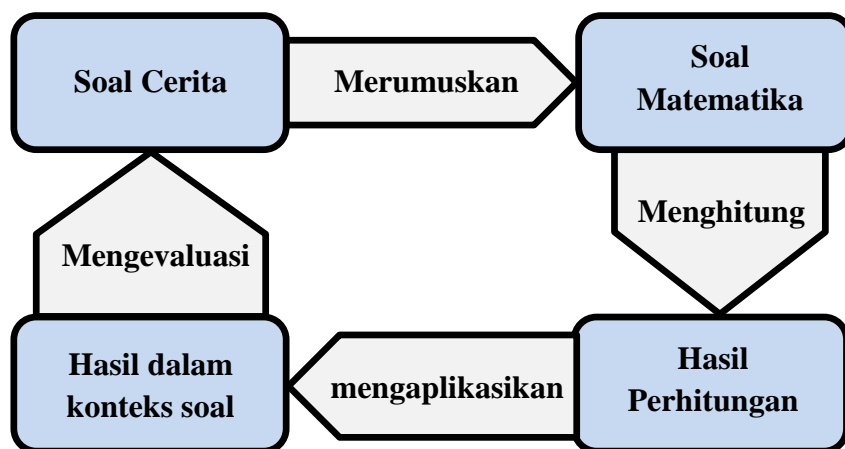 Soal Cerita
Merumuskan
Soal
Matematika
Menghitung
Mengevaluasi
Hasil dalam
konteks soal
mengaplikasikan
Hasil
Perhitungan